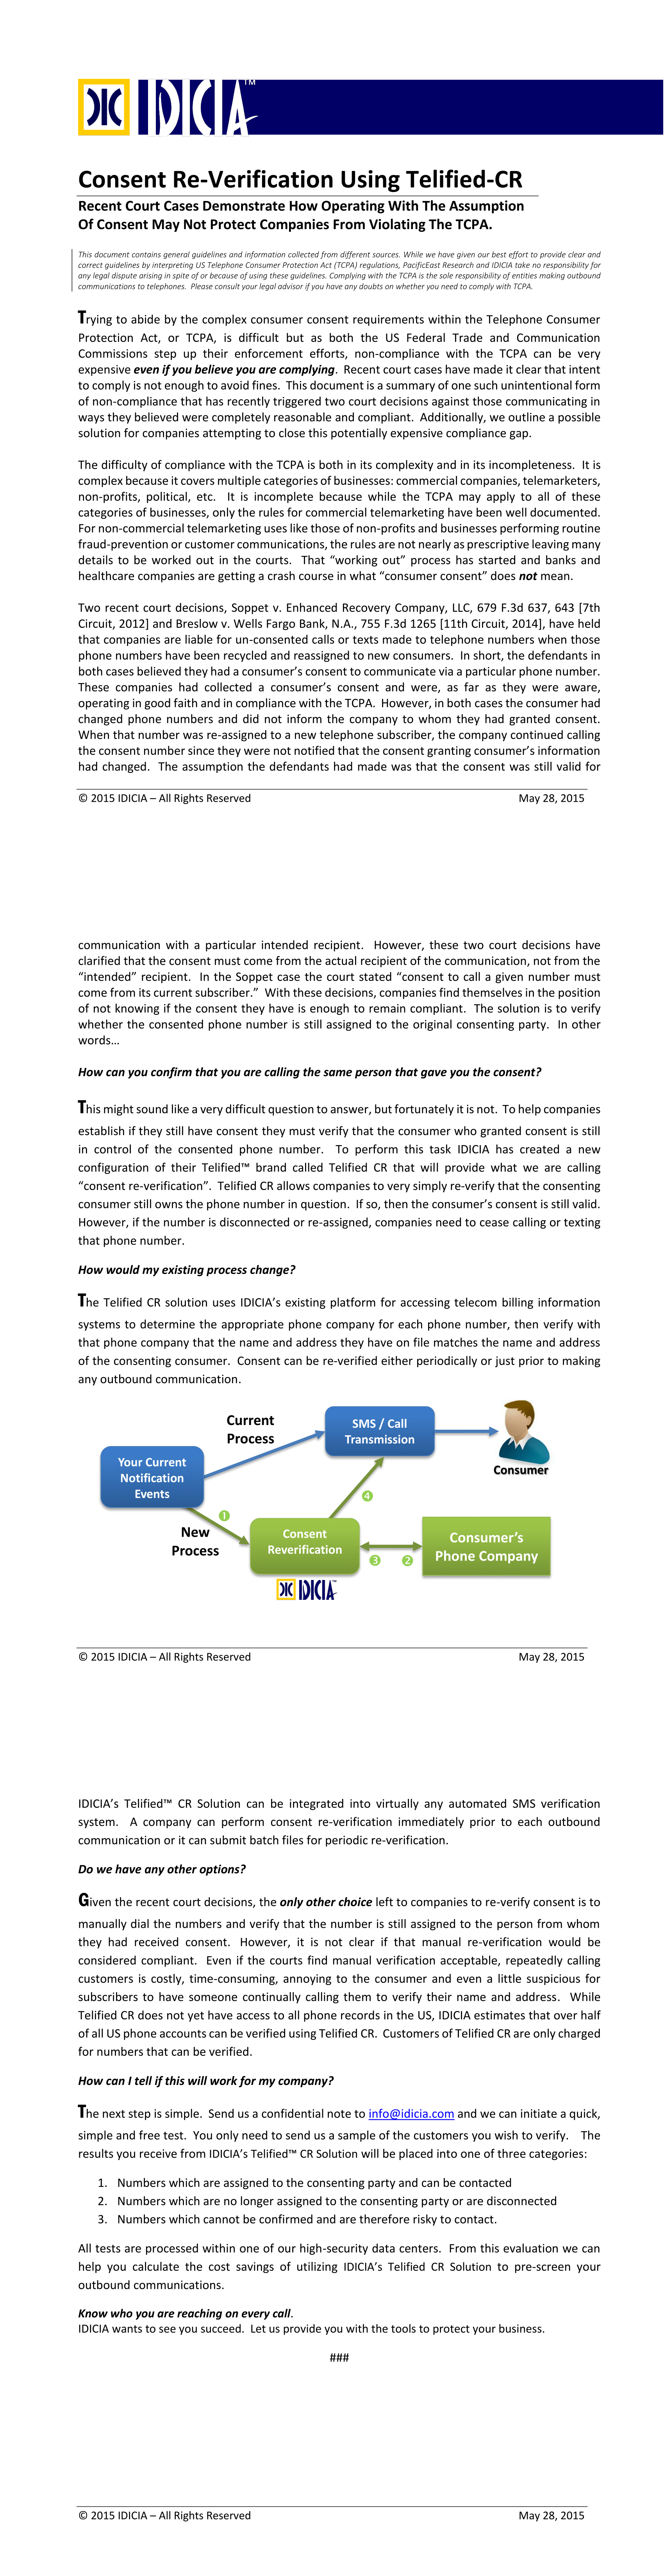 IDICIA™
Consent Re-Verification Using Telified-CR
Recent Court Cases Demonstrate How Operating With The Assumption
Of Consent May Not Protect Companies From Violating The TCPA.
This document contains general guidelines and information collected from different sources. While we have given our best effort to provide clear and
correct guidelines by interpreting US Telephone Consumer Protection Act (TCPA) regulations, PacificEast Research and IDICIA take no responsibility for
any legal dispute arising in spite of or because of using these guidelines. Complying with the TCPA is the sole responsibility of entities making outbound
communications to telephones. Please consult your legal advisor if you have any doubts on whether you need to comply with TCPA.
Trying to abide by the complex consumer consent requirements within the Telephone Consumer
Protection Act, or TCPA, is difficult but as both the US Federal Trade and Communication
Commissions step up their enforcement efforts, non-compliance with the TCPA can be very
expensive even if you believe you are complying. Recent court cases have made it clear that intent
to comply is not enough to avoid fines. This document is a summary of one such unintentional form
of non-compliance that has recently triggered two court decisions against those communicating in
ways they believed were completely reasonable and compliant. Additionally, we outline a possible
solution for companies attempting to close this potentially expensive compliance gap.
The difficulty of compliance with the TCPA is both in its complexity and in its incompleteness. It is
complex because it covers multiple categories of businesses: commercial companies, telemarketers,
non-profits, political, etc. It is incomplete because while the TCPA may apply to all of these
categories of businesses, only the rules for commercial telemarketing have been well documented.
For non-commercial telemarketing uses like those of non-profits and businesses performing routine
fraud-prevention or customer communications, the rules are not nearly as prescriptive leaving many
details to be worked out in the courts. That “working out” process has started and banks and
healthcare companies are getting a crash course in what “consumer consent” does not mean.
Two recent court decisions, Soppet v. Enhanced Recovery Company, LLC, 679 F.3d 637, 643 [7th
Circuit, 2012] and Breslow v. Wells Fargo Bank, N.A., 755 F.3d 1265 [11th Circuit, 2014], have held
that companies are liable for un-consented calls or texts made to telephone numbers when those
phone numbers have been recycled and reassigned to new consumers. In short, the defendants in
both cases believed they had a consumer’s consent to communicate via a particular phone number.
These companies had collected a consumer’s consent and were, as far as they were aware,
operating in good faith and in compliance with the TCPA. However, in both cases the consumer had
changed phone numbers and did not inform the company to whom they had granted consent.
When that number was re-assigned to a new telephone subscriber, the company continued calling
the consent number since they were not notified that the consent granting consumer’s information
had changed. The assumption the defendants had made was that the consent was still valid for
© 2015 IDICIA – All Rights Reserved May 28, 2015
communication with a particular intended recipient. However, these two court decisions have
clarified that the consent must come from the actual recipient of the communication, not from the
“intended” recipient. In the Soppet case the court stated “consent to call a given number must
come from its current subscriber.” With these decisions, companies find themselves in the position
of not knowing if the consent they have is enough to remain compliant. The solution is to verify
whether the consented phone number is still assigned to the original consenting party. In other
words…
How can you confirm that you are calling the same person that gave you the consent?
This might sound like a very difficult question to answer, but fortunately it is not. To help companies
establish if they still have consent they must verify that the consumer who granted consent is still
in control of the consented phone number. To perform this task IDICIA has created a new
configuration of their Telified™ brand called Telified CR that will provide what we are calling
“consent re-verification”. Telified CR allows companies to very simply re-verify that the consenting
consumer still owns the phone number in question. If so, then the consumer’s consent is still valid.
However, if the number is disconnected or re-assigned, companies need to cease calling or texting
that phone number.
How would my existing process change?
The Telified CR solution uses IDICIA’s existing platform for accessing telecom billing information
systems to determine the appropriate phone company for each phone number, then verify with
that phone company that the name and address they have on file matches the name and address
of the consenting consumer. Consent can be re-verified either periodically or just prior to making
any outbound communication.
Current
Process
SMS / Call
Transmission
Your Current
Notification
Events
Consumer
4
1
New
Process
Consent
Reverification
Consumer’s
Phone Company
3 2
IDICIA™
© 2015 IDICIA – All Rights Reserved May 28, 2015
IDICIA’s Telified™ CR Solution can be integrated into virtually any automated SMS verification
system. A company can perform consent re-verification immediately prior to each outbound
communication or it can submit batch files for periodic re-verification.
Do we have any other options?
Given the recent court decisions, the only other choice left to companies to re-verify consent is to
manually dial the numbers and verify that the number is still assigned to the person from whom
they had received consent. However, it is not clear if that manual re-verification would be
considered compliant. Even if the courts find manual verification acceptable, repeatedly calling
customers is costly, time-consuming, annoying to the consumer and even a little suspicious for
subscribers to have someone continually calling them to verify their name and address. While
Telified CR does not yet have access to all phone records in the US, IDICIA estimates that over half
of all US phone accounts can be verified using Telified CR. Customers of Telified CR are only charged
for numbers that can be verified.
How can I tell if this will work for my company?
The next step is simple. Send us a confidential note to info@idicia.com and we can initiate a quick,
simple and free test. You only need to send us a sample of the customers you wish to verify. The
results you receive from IDICIA’s Telified™ CR Solution will be placed into one of three categories:
1. Numbers which are assigned to the consenting party and can be contacted
2. Numbers which are no longer assigned to the consenting party or are disconnected
3. Numbers which cannot be confirmed and are therefore risky to contact.
All tests are processed within one of our high-security data centers. From this evaluation we can
help you calculate the cost savings of utilizing IDICIA’s Telified CR Solution to pre-screen your
outbound communications.
Know who you are reaching on every call.
IDICIA wants to see you succeed. Let us provide you with the tools to protect your business.
###
© 2015 IDICIA – All Rights Reserved May 28, 2015